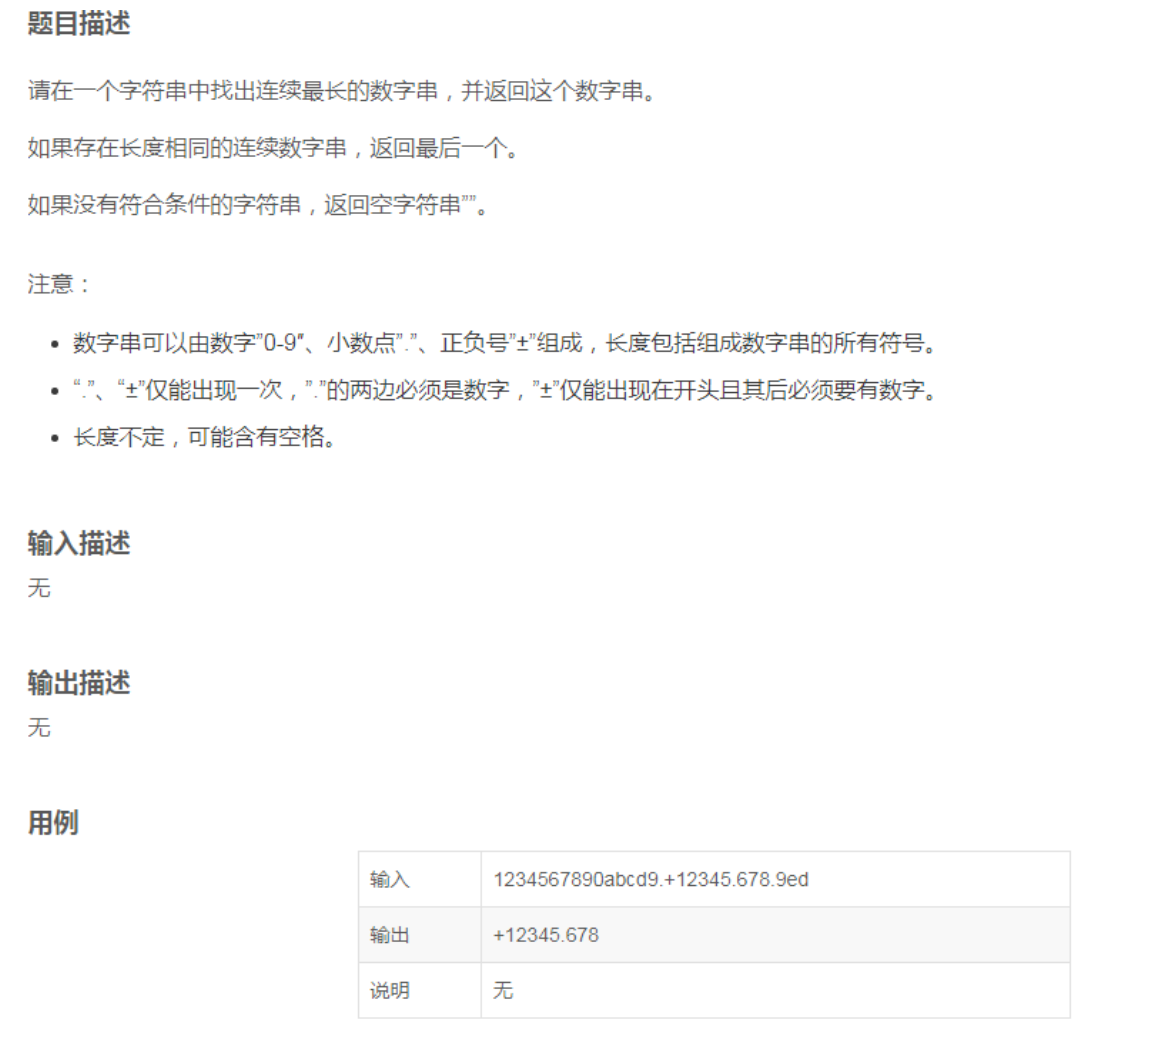 题目描述
请在一个字符串中找出连续最长的数字串，并返回这个数字串。
如果存在长度相同的连续数字串，返回最后一个。
如果没有符合条件的字符串，返回空字符串””。
注意：
• 数字串可以由数字”0-9″、小数点”.”、正负号”±”组成，长度包括组成数字串的所有符号。
• “.”、“±”仅能出现一次，”.”的两边必须是数字，”±”仅能出现在开头且其后必须要有数字。
• 长度不定，可能含有空格。
输入描述
无
输出描述
无
用例
输入 1234567890abcd9.+12345.678.9ed
输出 +12345.678
说明 无